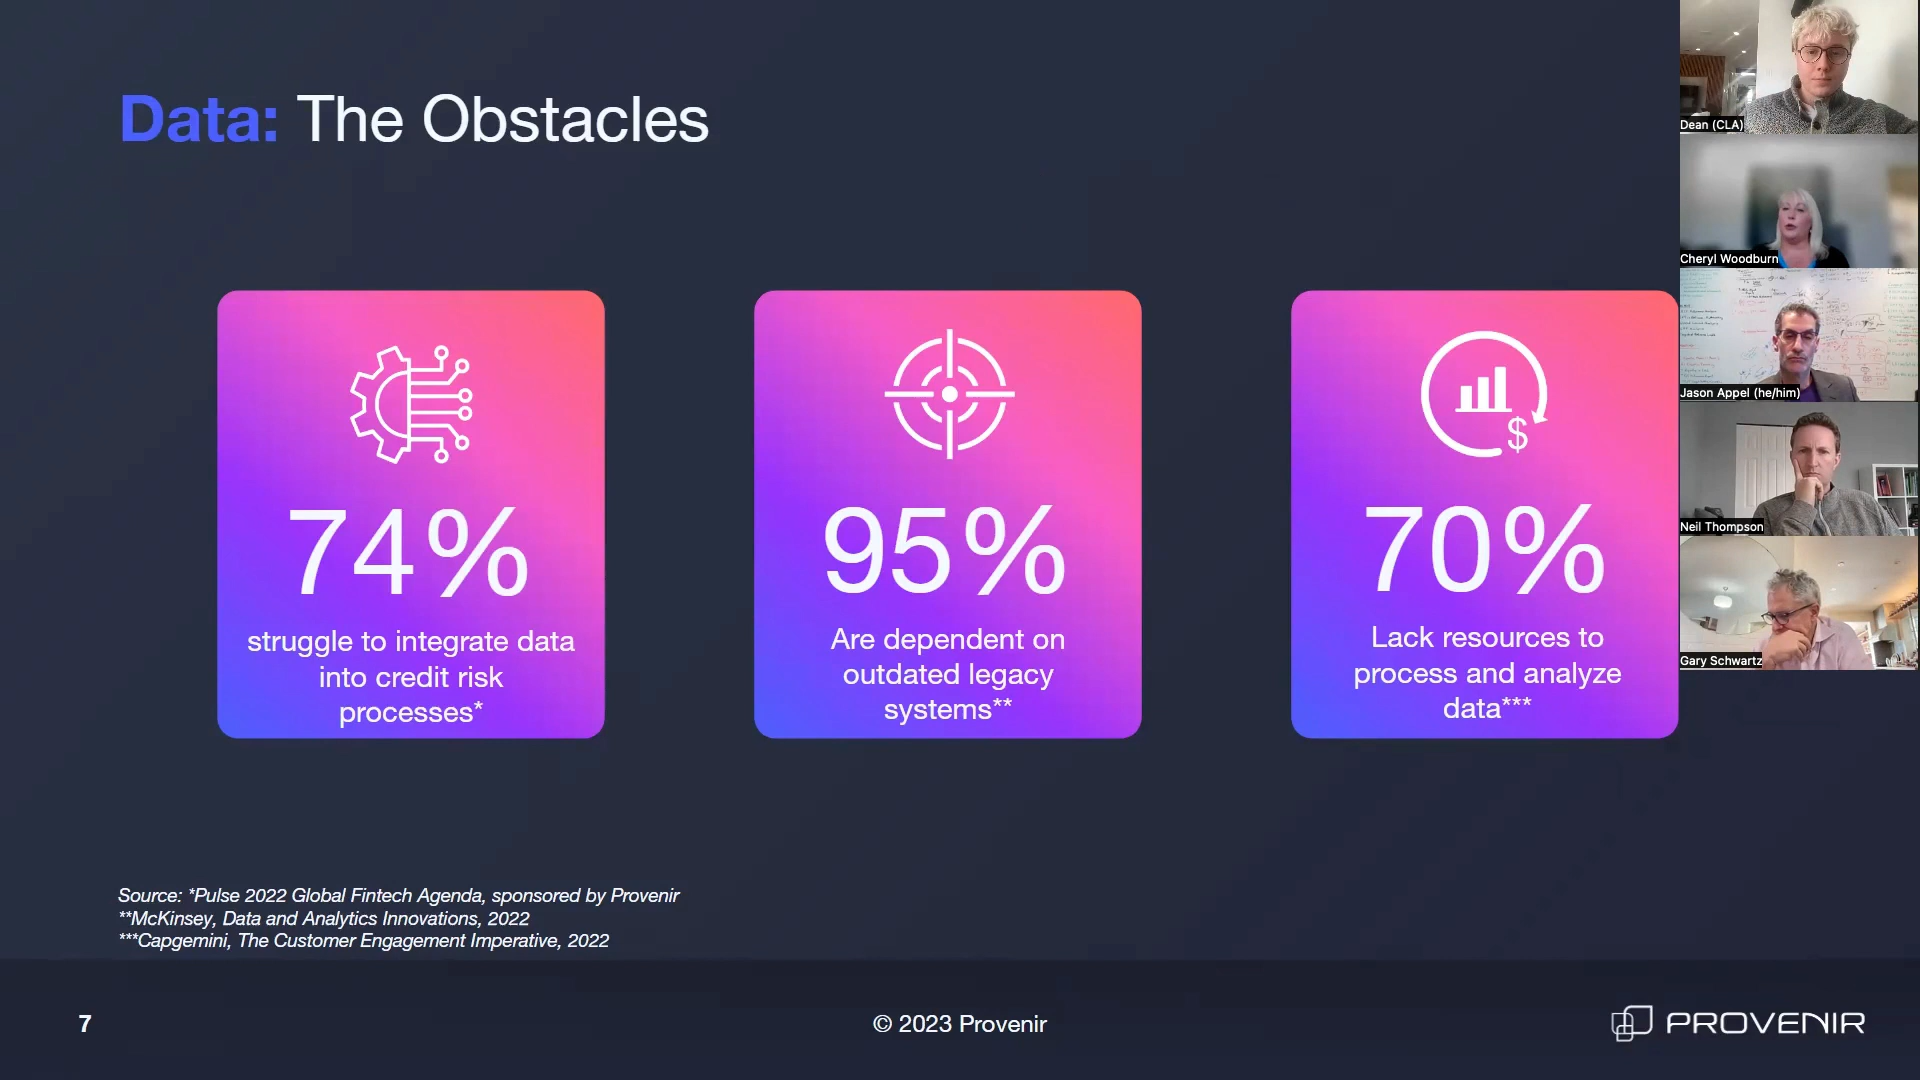 Data: The Obstacles
74%
struggle to integrate data
into credit risk
processes*
95%
Are dependent on
outdated legacy
systems**
70%
Lack resources to
process and analyze
data***
Source: *Pulse 2022 Global Fintech Agenda, sponsored by Provenir
**McKinsey, Data and Analytics Innovations, 2022
***Capgemini, The Customer Engagement Imperative, 2022
7
© 2023 Provenir
PROVENIR
Dean (CLA)
Cheryl Woodburn
Jason Appel (he/him)
Neil Thompson
Gary Schwartz